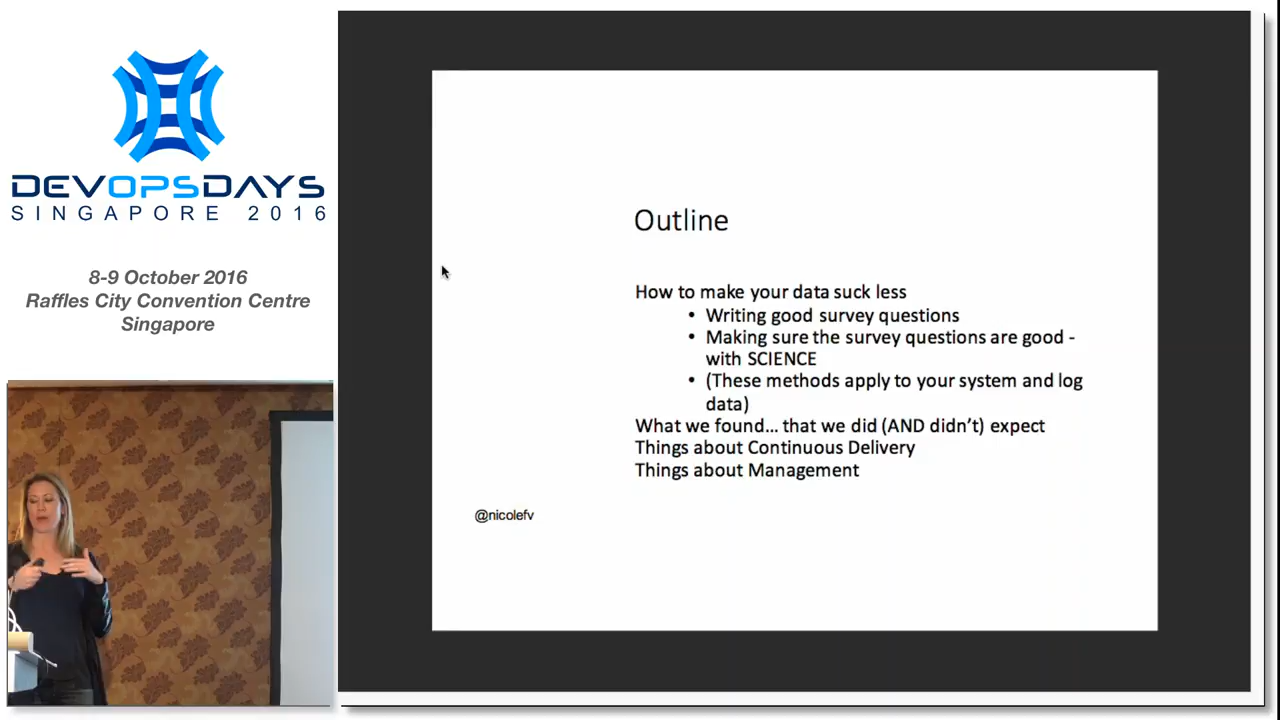 DEVOPSDAYS
SINGAPORE 2016
8-9 October 2016
Raffles City Convention Centre
Singapore
Outline
How to make your data suck less
• Writing good survey questions
• Making sure the survey questions are good -
with SCIENCE
• (These methods apply to your system and log
data)
What we found... that we did (AND didn't) expect
Things about Continuous Delivery
Things about Management
@nicolefv